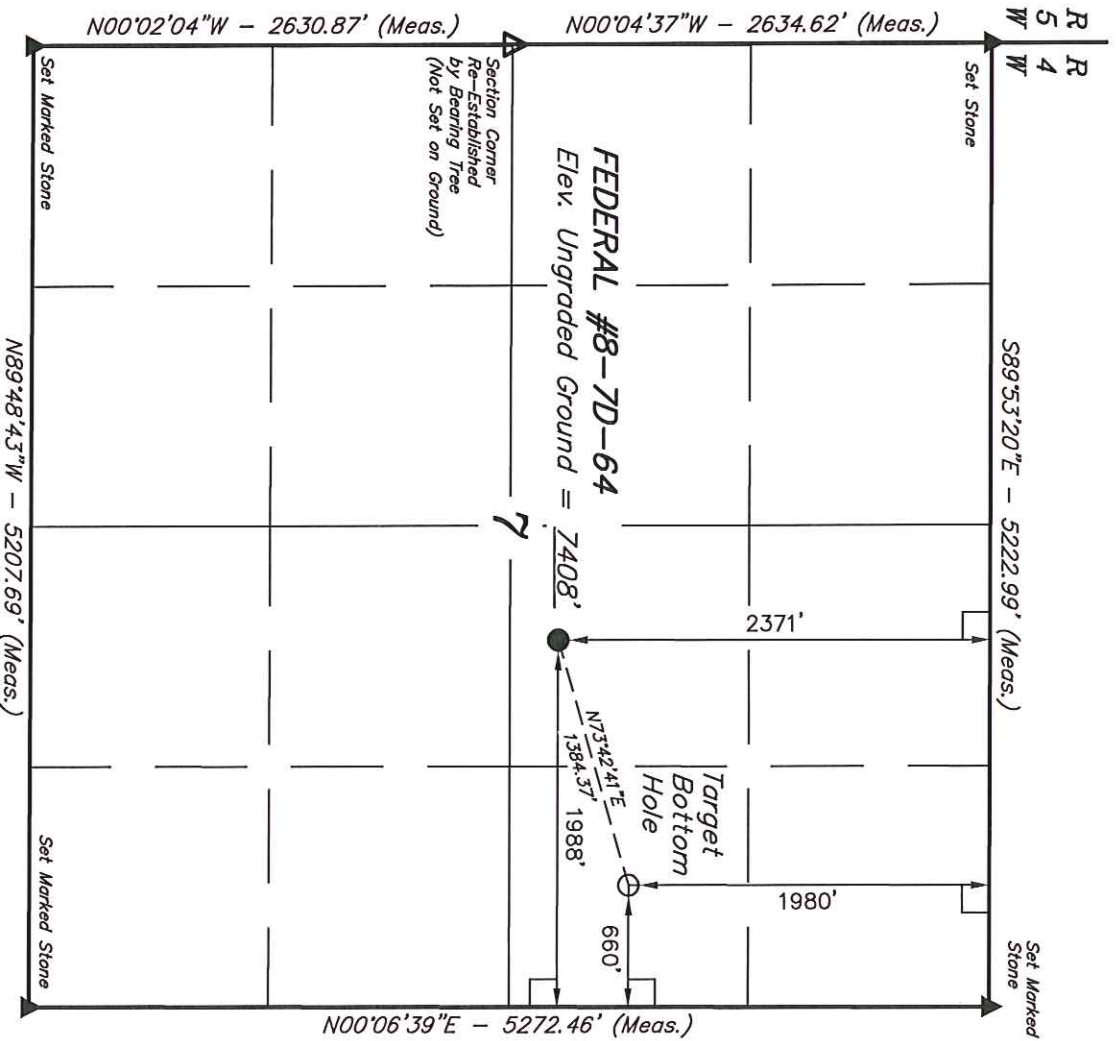 R R
5 4
W W
S89°53'20"E – 5222.99' (Meas.)
Set Stone
Set Marked
Stone
N00°04'37"W – 2634.62' (Meas.)
2371'
1980'
Target
Bottom
Hole
FEDERAL #8–7D–64
Elev. Ungraded Ground = 7408'
N73°42'41"E
1384.37'
660'
1988'
7
Section Corner
Re–Established
by Bearing Tree
(Not Set on Ground)
N00°02'04"W – 2630.87' (Meas.)
N00°06'39"E – 5272.46' (Meas.)
Set Marked Stone
Set Marked Stone
N89°48'43"W – 5207.69' (Meas.)